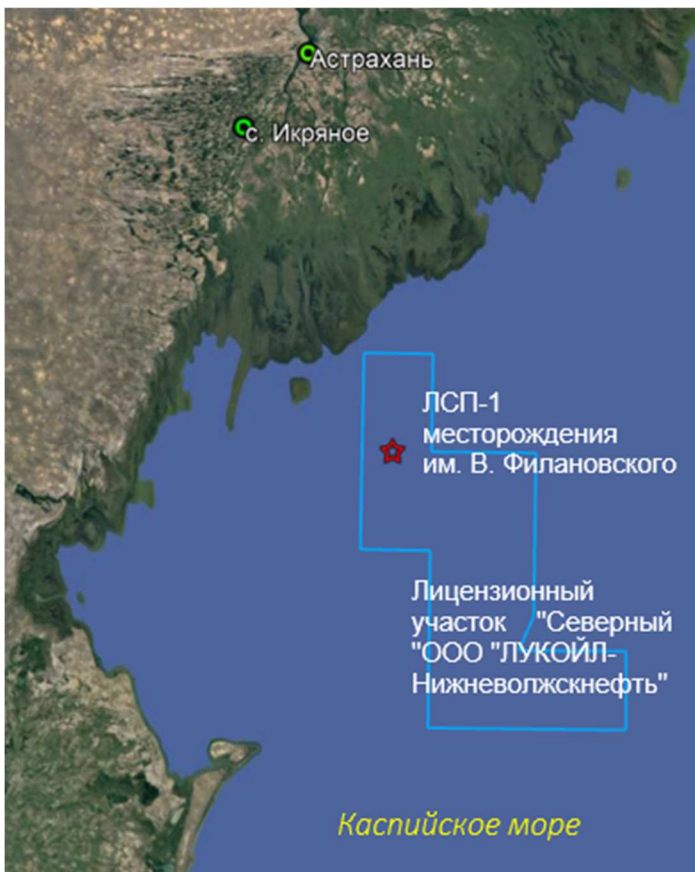 Астрахань
с. Икряное
ЛСП-1
месторождения
им. В. Филановского
Лицензионный
участок "Северный
"ООО "ЛУКОЙЛ-
Нижневолжскнефть"
Каспийское море